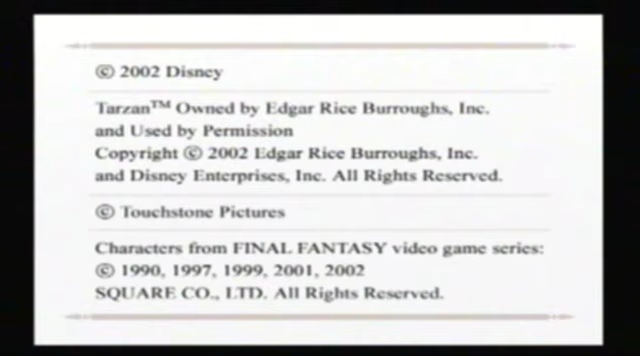 © 2002 Disney
Tarzan™ Owned by Edgar Rice Burroughs, Inc.
and Used by Permission
Copyright © 2002 Edgar Rice Burroughs, Inc.
and Disney Enterprises, Inc. All Rights Reserved.
© Touchstone Pictures
Characters from FINAL FANTASY video game series:
© 1990, 1997, 1999, 2001, 2002
SQUARE CO., LTD. All Rights Reserved.